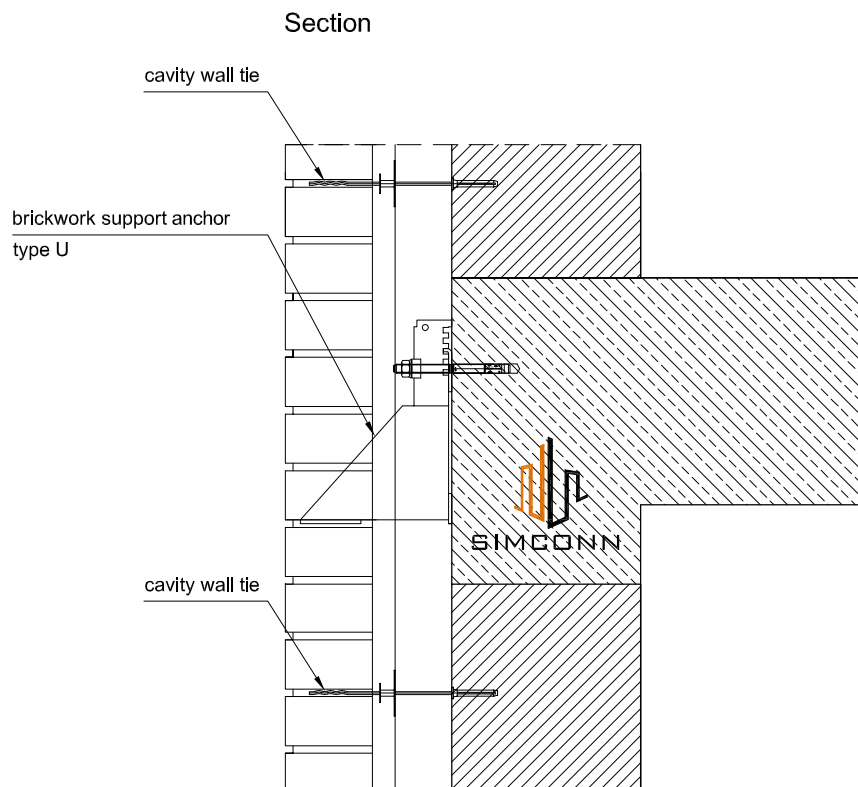 Section
cavity wall tie
brickwork support anchor
type U
SIMCONN
cavity wall tie